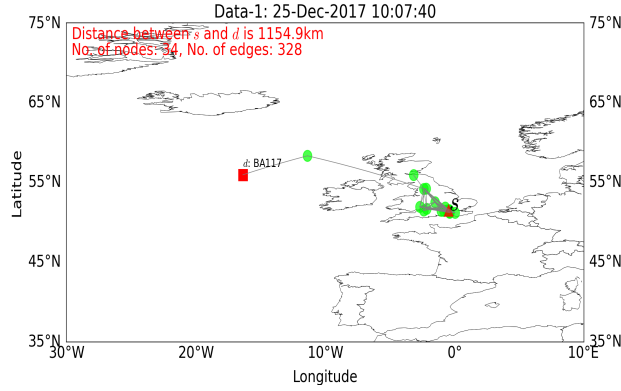 Data-1: 25-Dec-2017 10:07:40
Distance between s and d is 1154.9km
No. of nodes: 34, No. of edges: 328
75°N
75°N
65°N
65°N
d: BA117
55°N
55°N
S
45°N
45°N
35°N
35°N
30°W
20°W
10°W
0°
10°E
Longitude
Latitude